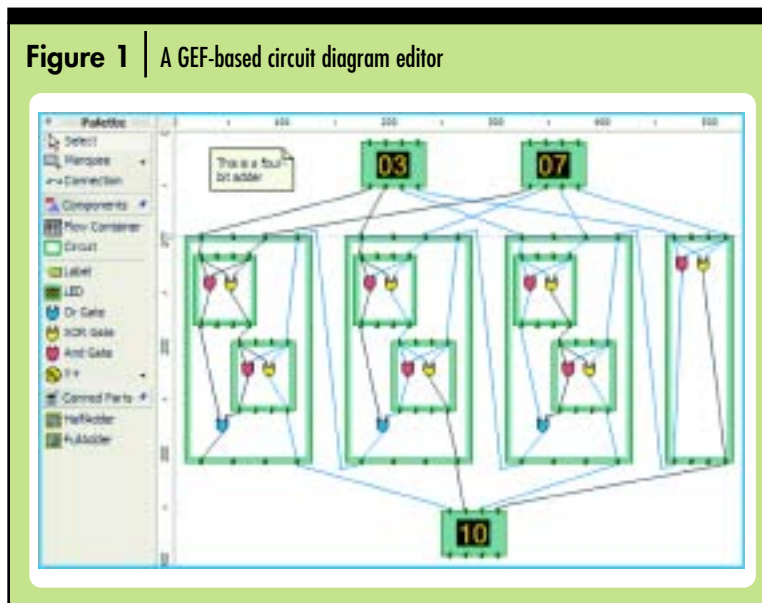 Figure 1 A GEF-based circuit diagram editor
Palette
Select
Marquee
Connection
Components
Flow Container
Circuit
Label
LED
Or Gate
XOR Gate
And Gate
V+
Canned Parts
HalfAdder
FullAdder
This is a four
bit adder
03
07
10